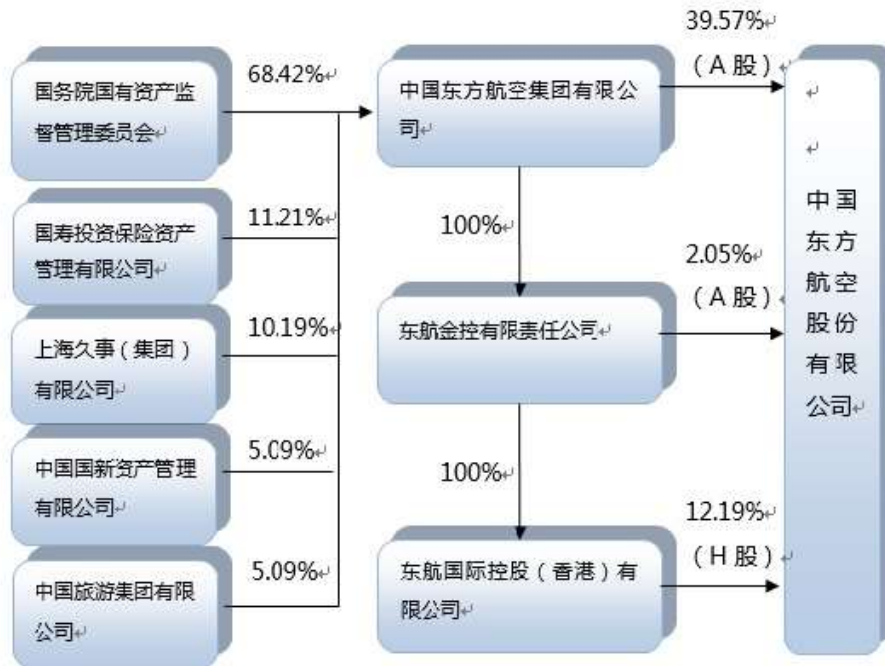 国务院国有资产监
督管理委员会
68.42%
国寿投资保险资产
管理有限公司
11.21%
上海久事（集团）
有限公司
10.19%
中国国新资产管理
有限公司
5.09%
中国旅游集团有限
公司
5.09%
中国东方航空集团有限公
司
100%
东航金控有限责任公司
100%
东航国际控股（香港）有
限公司
39.57%
（A 股）
2.05%
（A 股）
12.19%
（H 股）
中国
东方
航空
股份
有限
公司